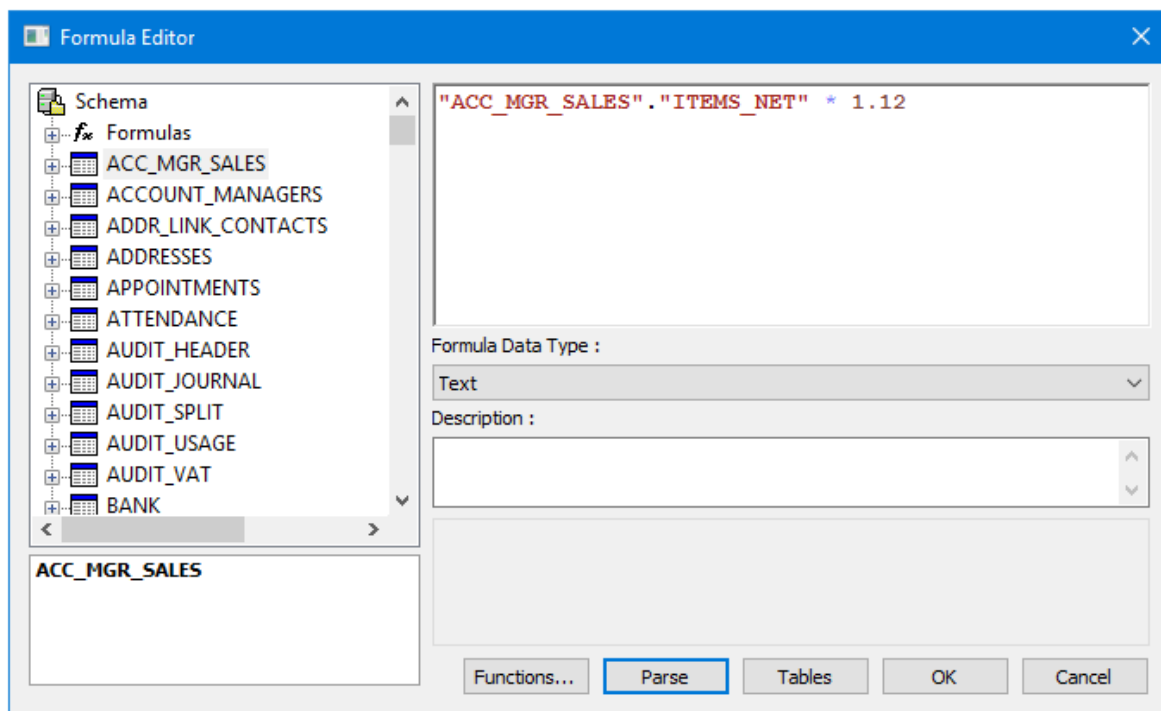 Formula Editor
Schema
fx Formulas
ACC_MGR_SALES
ACCOUNT_MANAGERS
ADDR_LINK_CONTACTS
ADDRESSES
APPOINTMENTS
ATTENDANCE
AUDIT_HEADER
AUDIT_JOURNAL
AUDIT_SPLIT
AUDIT_USAGE
AUDIT_VAT
BANK
ACC_MGR_SALES
"ACC_MGR_SALES"."ITEMS_NET" * 1.12
Formula Data Type :
Text
Description :
Functions...
Parse
Tables
OK
Cancel